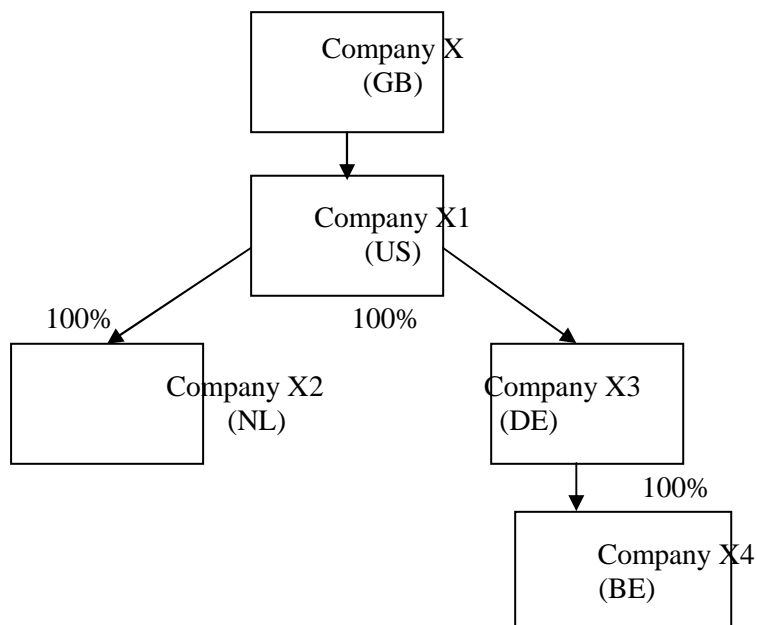 Company X
(GB)
Company X1
(US)
100%
100%
Company X2
(NL)
Company X3
(DE)
100%
Company X4
(BE)